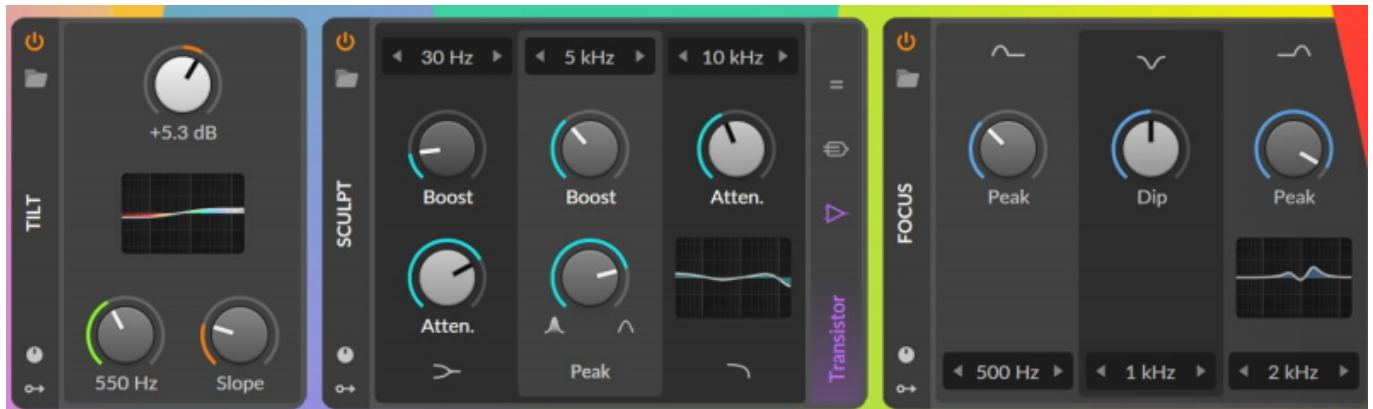 TILT
+5.3 dB
550 Hz
Slope
SCULPT
30 Hz
5 kHz
10 kHz
Boost
Boost
Atten.
Atten.
Peak
Transistor
FOCUS
Peak
Dip
Peak
500 Hz
1 kHz
2 kHz